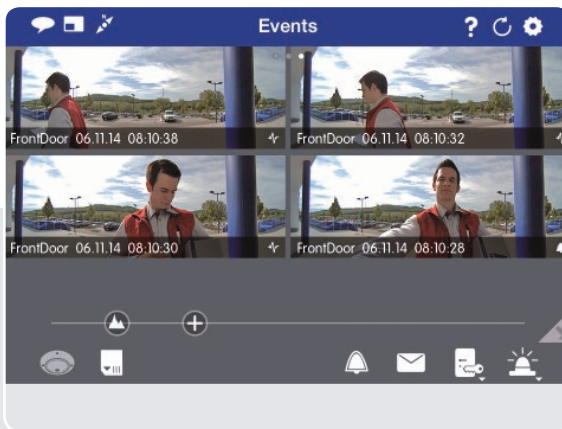 Events ?
FrontDoor 06.11.14 08:10:38
FrontDoor 06.11.14 08:10:32
FrontDoor 06.11.14 08:10:30
FrontDoor 06.11.14 08:10:28